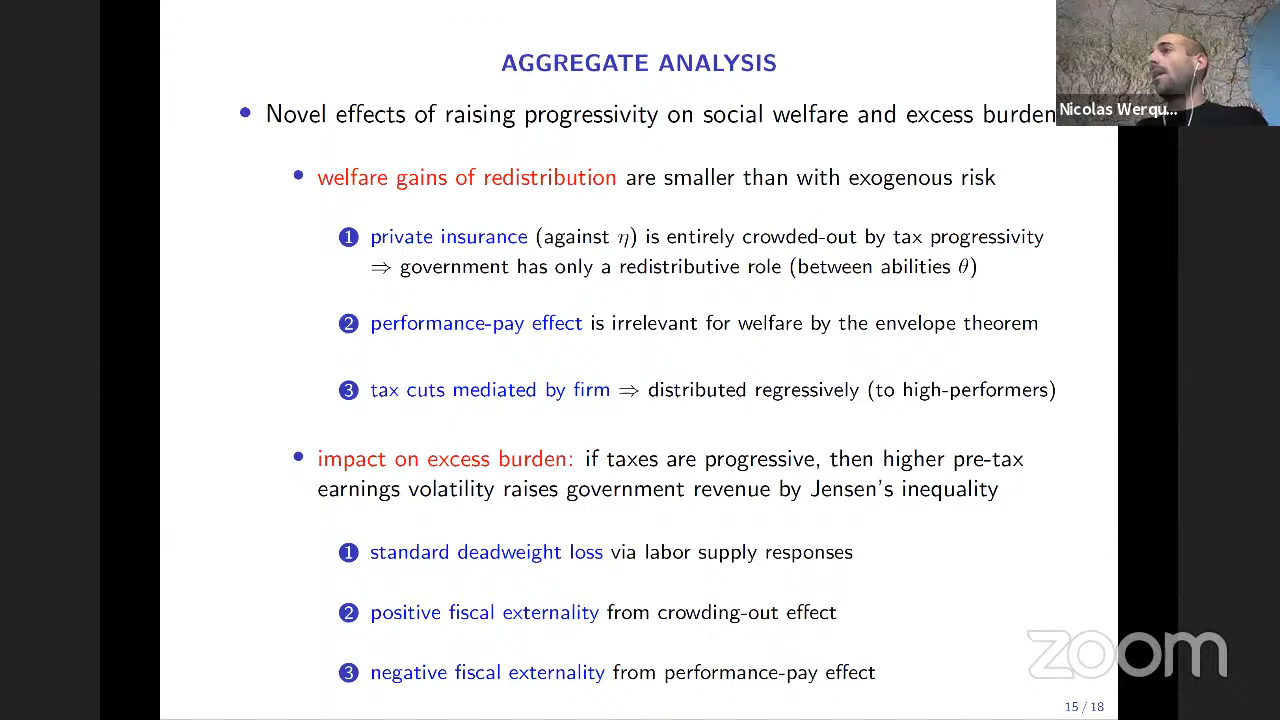 AGGREGATE ANALYSIS
• Novel effects of raising progressivity on social welfare and excess burden
Nicolas Werqu...
• welfare gains of redistribution are smaller than with exogenous risk
1 private insurance (against η) is entirely crowded-out by tax progressivity
⇒ government has only a redistributive role (between abilities θ)
2 performance-pay effect is irrelevant for welfare by the envelope theorem
3 tax cuts mediated by firm ⇒ distributed regressively (to high-performers)
• impact on excess burden: if taxes are progressive, then higher pre-tax
earnings volatility raises government revenue by Jensen's inequality
1 standard deadweight loss via labor supply responses
2 positive fiscal externality from crowding-out effect
3 negative fiscal externality from performance-pay effect
zoom
15 / 18